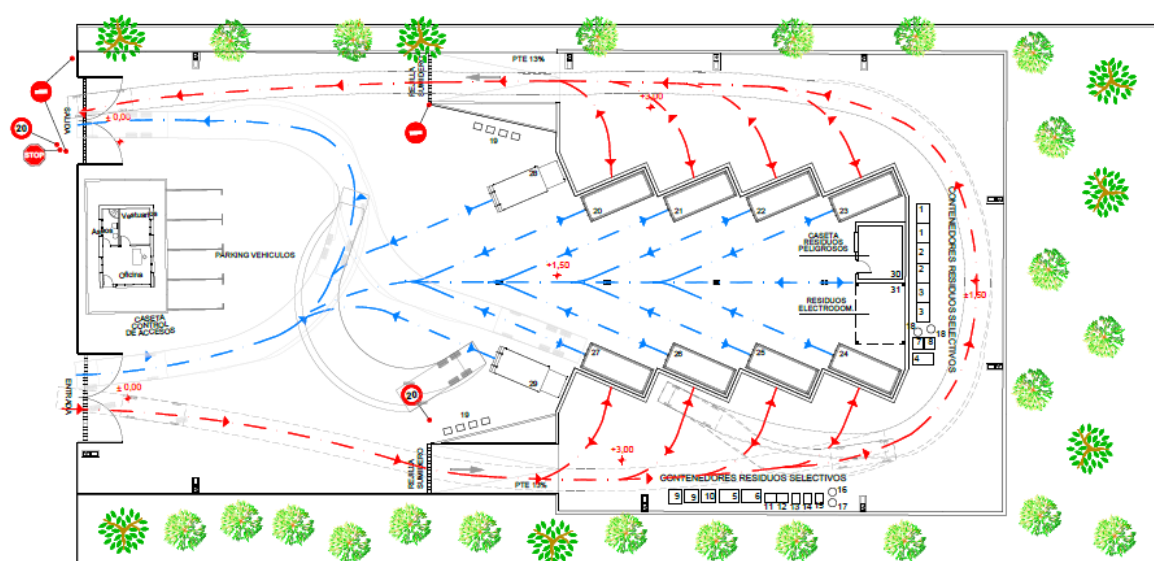 PTE 13%
REJILLA
SUMIDERO
SALIDA
± 0,00
20
STOP
+3,00
19
28
20
21
22
23
Vestuarios
Aseos
Oficina
PARKING VEHICULOS
CASETA
CONTROL
DE ACCESOS
+1,50
CASETA
RESIDUOS
PELIGROSOS
30
31
RESIDUOS
ELECTRODOM.
1
1
2
2
3
3
18
18
7
8
4
CONTENEDORES RESIDUOS SELECTIVOS
±1,50
27
26
25
24
29
ENTRADA
± 0,00
20
19
REJILLA
SUMIDERO
+3,00
PTE 13%
CONTENEDORES RESIDUOS SELECTIVOS
9
9
10
5
6
11
12
13
14
15
16
17